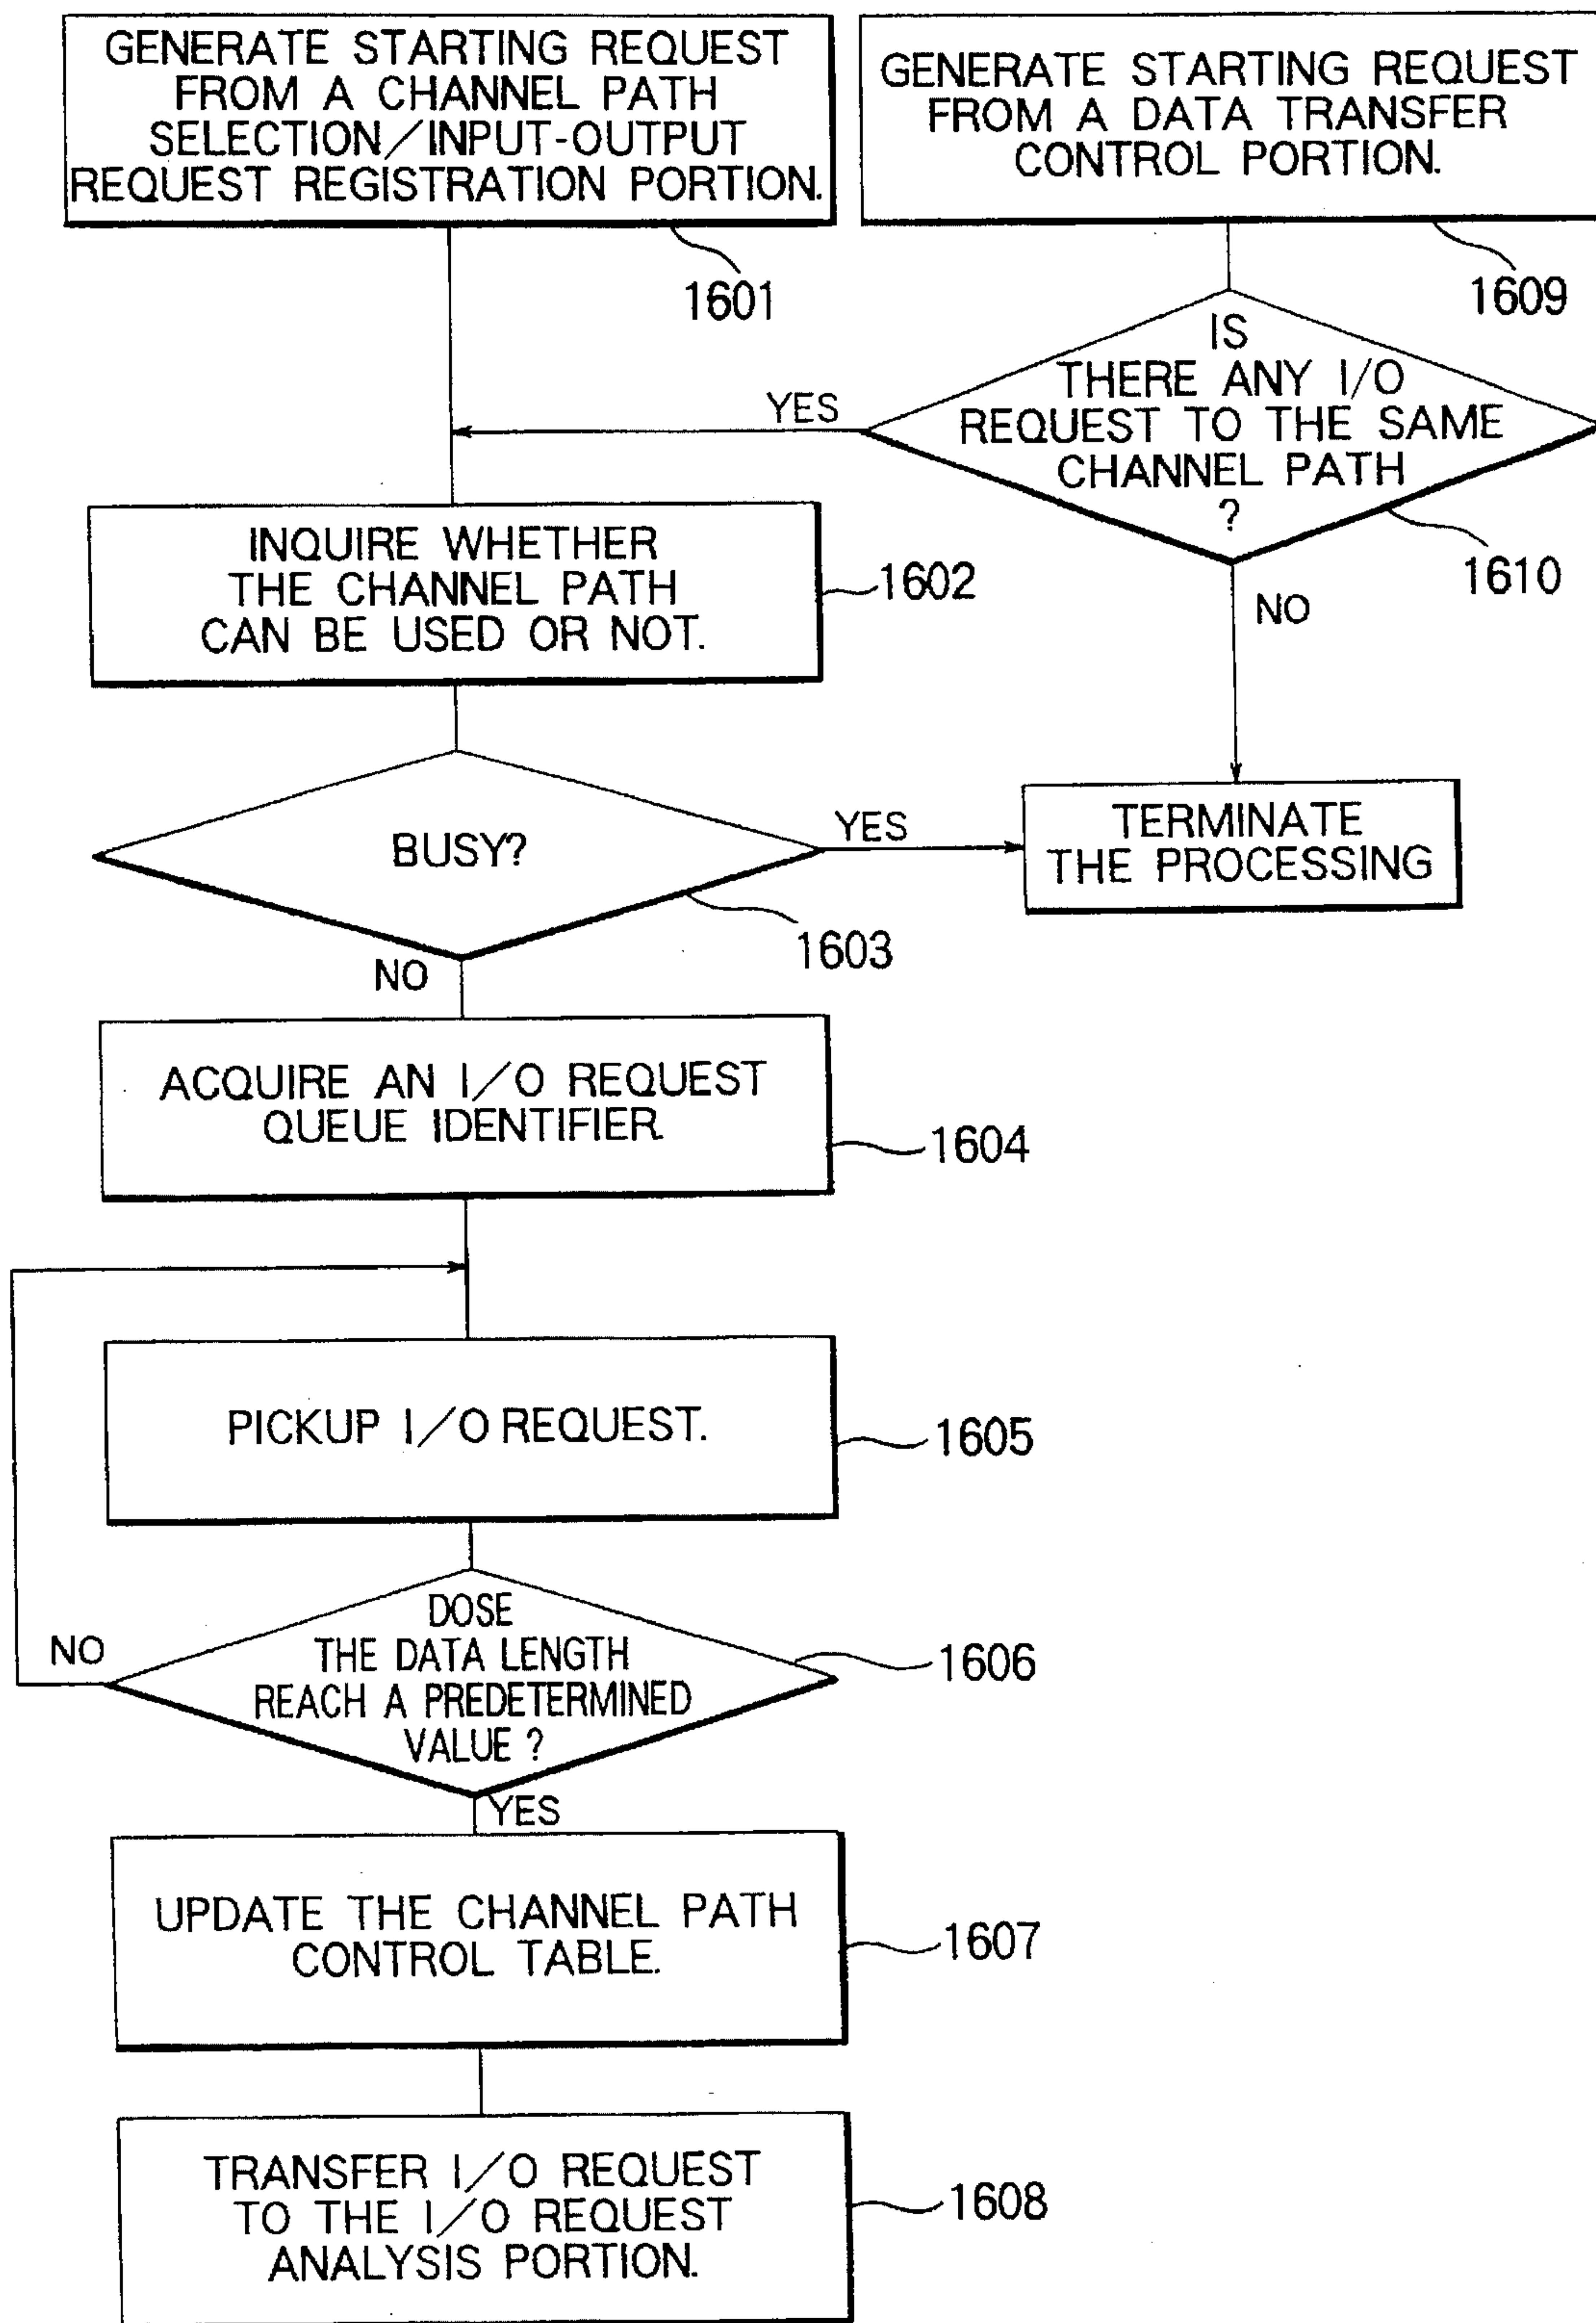 GENERATE STARTING REQUEST
FROM A CHANNEL PATH
SELECTION/INPUT-OUTPUT
REQUEST REGISTRATION PORTION.
1601
GENERATE STARTING REQUEST
FROM A DATA TRANSFER
CONTROL PORTION.
1609
IS
THERE ANY I/O
REQUEST TO THE SAME
CHANNEL PATH
?
1610
YES
NO
INQUIRE WHETHER
THE CHANNEL PATH
CAN BE USED OR NOT.
1602
BUSY?
YES
1603
NO
TERMINATE
THE PROCESSING
ACQUIRE AN I/O REQUEST
QUEUE IDENTIFIER.
1604
PICKUP I/O REQUEST.
1605
DOSE
THE DATA LENGTH
REACH A PREDETERMINED
VALUE ?
1606
NO
YES
UPDATE THE CHANNEL PATH
CONTROL TABLE.
1607
TRANSFER I/O REQUEST
TO THE I/O REQUEST
ANALYSIS PORTION.
1608